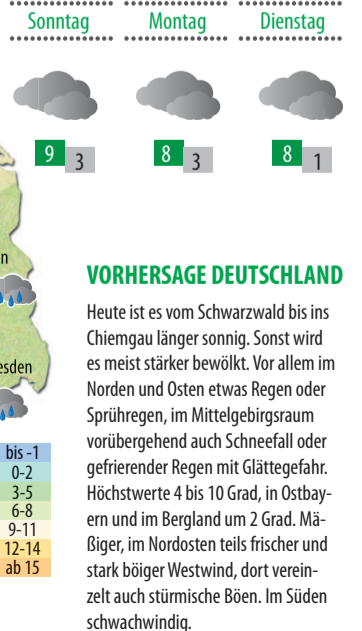 Sonntag Montag Dienstag
9 3 8 3 8 1
n
esden
bis -1
0-2
3-5
6-8
9-11
12-14
ab 15
VORHERSAGE DEUTSCHLAND
Heute ist es vom Schwarzwald bis ins
Chiemgau länger sonnig. Sonst wird
es meist stärker bewölkt. Vor allem im
Norden und Osten etwas Regen oder
Sprühregen, im Mittelgebirgsraum
vorübergehend auch Schneefall oder
gefrierender Regen mit Glättegefahr.
Höchstwerte 4 bis 10 Grad, in Ostbay-
ern und im Bergland um 2 Grad. Mä-
ßiger, im Nordosten teils frischer und
stark böiger Westwind, dort verein-
zelt auch stürmische Böen. Im Süden
schwachwindig.